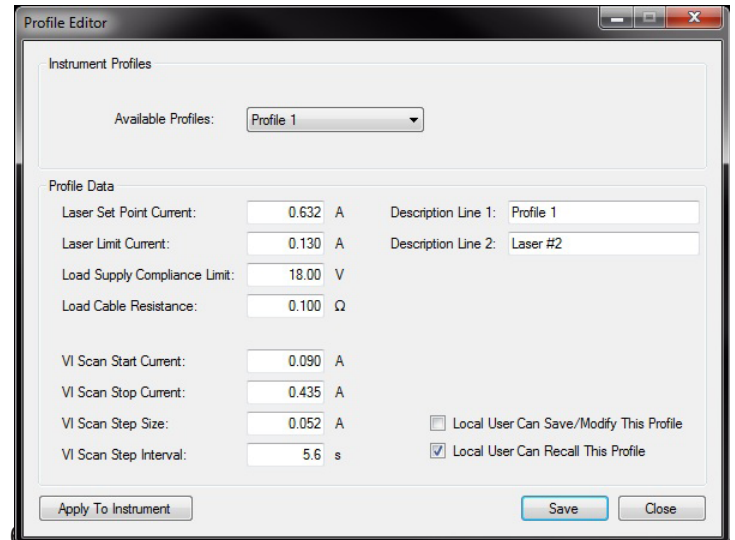 Profile Editor
Instrument Profiles
Available Profiles: Profile 1
Profile Data
Laser Set Point Current: 0.632 A Description Line 1: Profile 1
Laser Limit Current: 0.130 A Description Line 2: Laser #2
Load Supply Compliance Limit: 18.00 V
Load Cable Resistance: 0.100 Ω
VI Scan Start Current: 0.090 A
VI Scan Stop Current: 0.435 A
VI Scan Step Size: 0.052 A Local User Can Save/Modify This Profile
VI Scan Step Interval: 5.6 s Local User Can Recall This Profile
Apply To Instrument Save Close